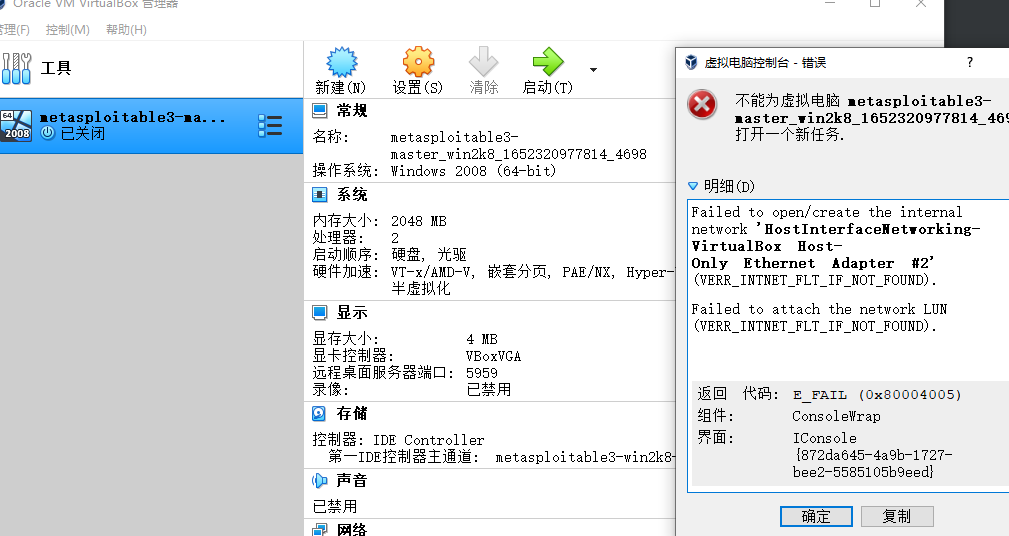 Oracle VM VirtualBox 管理器
管理(F) 控制(M) 帮助(H)
工具
新建(N) 设置(S) 清除 启动(T)
64
2008
metasploitable3-ma...
已关闭
常规
名称: metasploitable3-
master_win2k8_1652320977814_4698
操作系统: Windows 2008 (64-bit)
系统
内存大小: 2048 MB
处理器: 2
启动顺序: 硬盘, 光驱
硬件加速: VT-x/AMD-V, 嵌套分页, PAE/NX, Hyper-
半虚拟化
显示
显存大小: 4 MB
显卡控制器: VBoxVGA
远程桌面服务器端口: 5959
录像: 已禁用
存储
控制器: IDE Controller
第一IDE控制器主通道: metasploitable3-win2k8-
声音
已禁用
网络
虚拟电脑控制台 - 错误
?
不能为虚拟电脑 metasploitable3-
master_win2k8_1652320977814_469
打开一个新任务.
明细(D)
Failed to open/create the internal
network 'HostInterfaceNetworking-
VirtualBox Host-
Only Ethernet Adapter #2'
(VERR_INTNET_FLT_IF_NOT_FOUND).
Failed to attach the network LUN
(VERR_INTNET_FLT_IF_NOT_FOUND).
返回 代码: E_FAIL (0x80004005)
组件: ConsoleWrap
界面: IConsole
{872da645-4a9b-1727-
bee2-5585105b9eed}
确定 复制